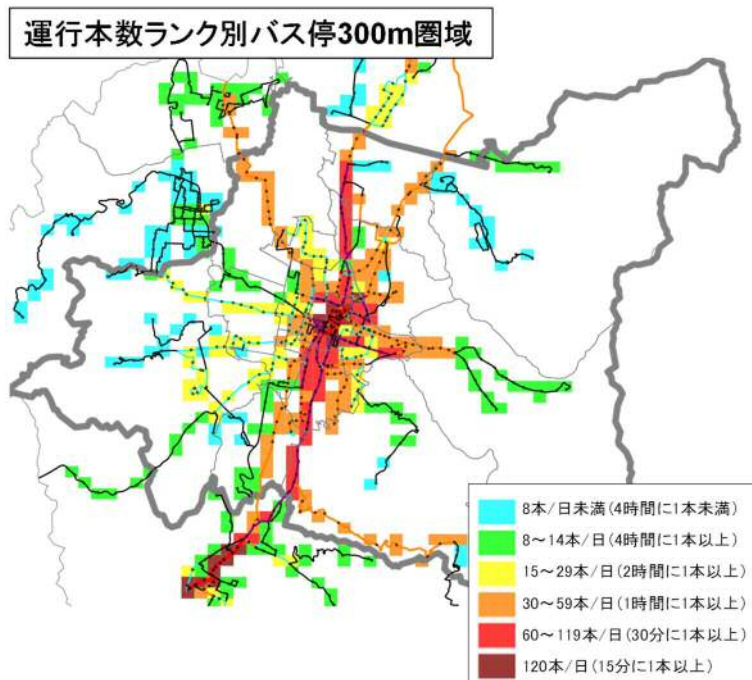 運行本数ランク別バス停300m圏域
8本/日未満(4時間に1本未満)
8～14本/日(4時間に1本以上)
15～29本/日(2時間に1本以上)
30～59本/日(1時間に1本以上)
60～119本/日(30分に1本以上)
120本/日(15分に1本以上)